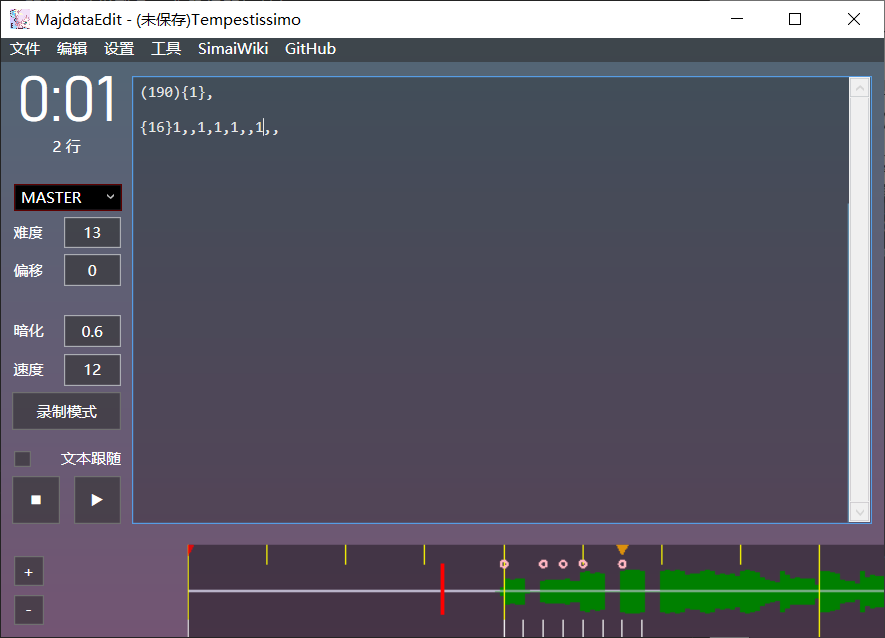 MajdataEdit - (未保存)Tempestissimo
文件 编辑 设置 工具 SimaiWiki GitHub
0:01
2 行
(190){1},
{16}1,,1,1,1,,1,,
MASTER
难度 13
偏移 0
暗化 0.6
速度 12
录制模式
文本跟随
+
-